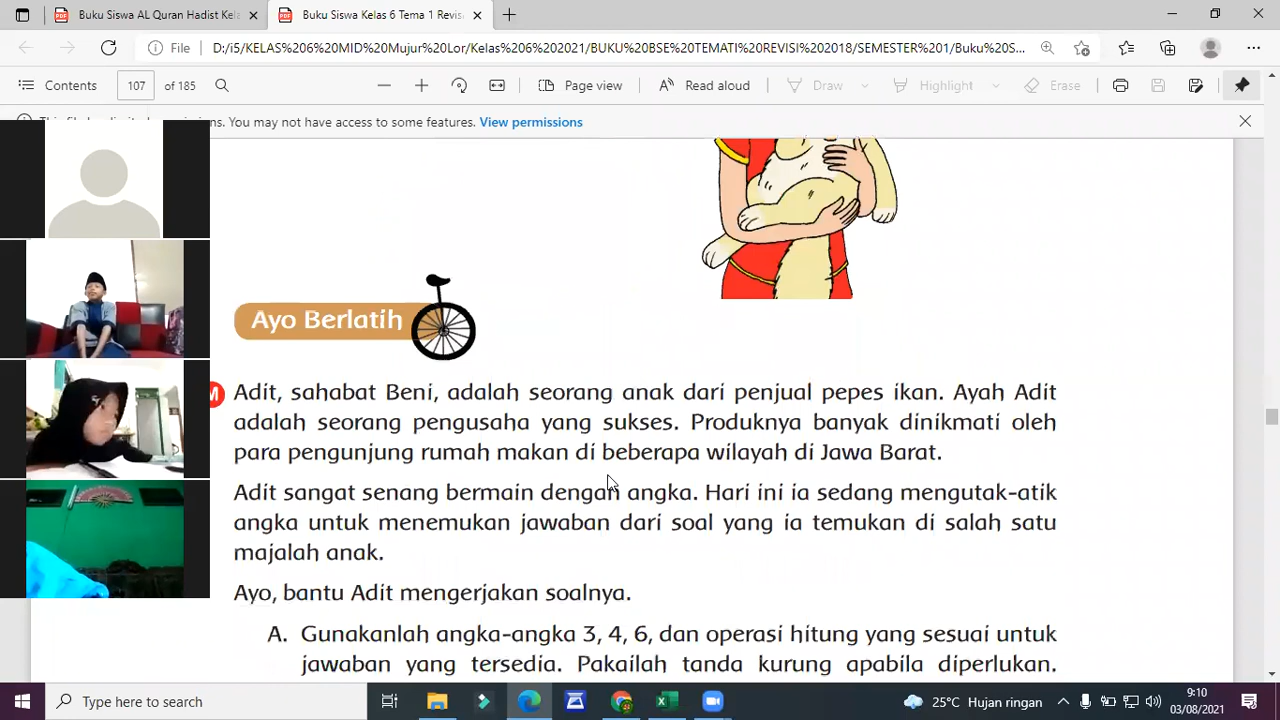 Buku Siswa AL Quran Hadist Kela
Buku Siswa Kelas 6 Tema 1 Revis
File
D:/i5/KELAS%206%20MID%20Mujur%20Lor/Kelas%206%202021/BUKU%20BSE%20TEMATI%20REVISI%202018/SEMESTER%201/Buku%20S...
Contents
107
of 185
Page view
Read aloud
Draw
Highlight
Erase
You may not have access to some features. View permissions
Ayo Berlatih
M
Adit, sahabat Beni, adalah seorang anak dari penjual pepes ikan. Ayah Adit
adalah seorang pengusaha yang sukses. Produknya banyak dinikmati oleh
para pengunjung rumah makan di beberapa wilayah di Jawa Barat.
Adit sangat senang bermain dengan angka. Hari ini ia sedang mengutak-atik
angka untuk menemukan jawaban dari soal yang ia temukan di salah satu
majalah anak.
Ayo, bantu Adit mengerjakan soalnya.
A. Gunakanlah angka-angka 3, 4, 6, dan operasi hitung yang sesuai untuk
jawaban yang tersedia. Pakailah tanda kurung apabila diperlukan.
Type here to search
25°C Hujan ringan
9:10
03/08/2021